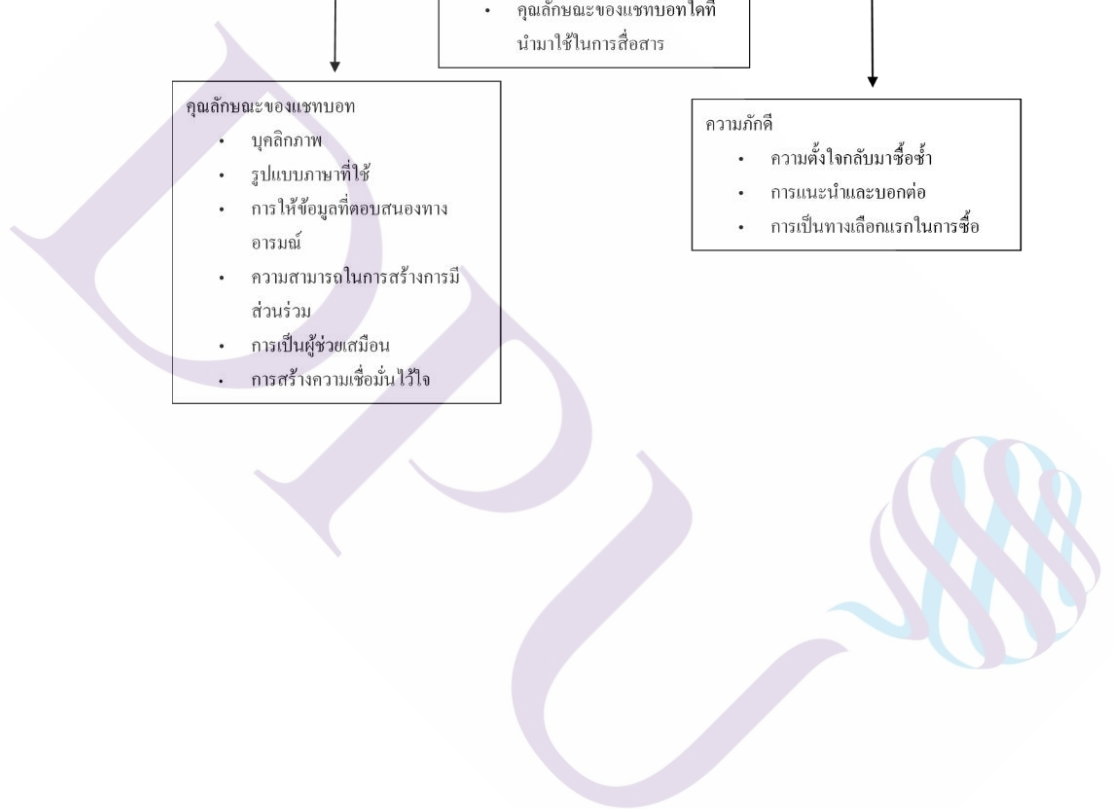 • คุณลักษณะของแชทบอทใดที่
นำมาใช้ในการสื่อสาร
คุณลักษณะของแชทบอท
• บุคลิกภาพ
• รูปแบบภาษาที่ใช้
• การให้ข้อมูลที่ตอบสนองทาง
อารมณ์
• ความสามารถในการสร้างการมี
ส่วนร่วม
• การเป็นผู้ช่วยเสมือน
• การสร้างความเชื่อมั่นไว้ใจ
ความภักดี
• ความตั้งใจกลับมาซื้อซ้ำ
• การแนะนำและบอกต่อ
• การเป็นทางเลือกแรกในการซื้อ
DPU